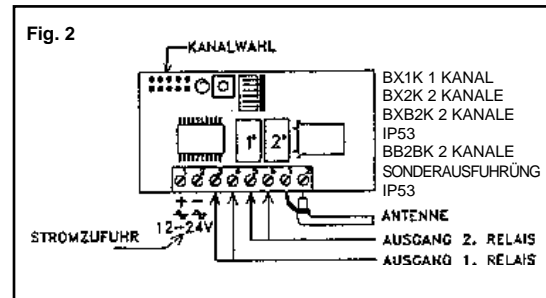 Fig. 2
KANALWAHL
BX1K 1 KANAL
BX2K 2 KANALE
BXB2K 2 KANALE
IP53
BB2BK 2 KANALE
SONDERAUSFUHRÜNG
IP53
1°
2°
+ −
12-24V
STROMZUFUHR
ANTENNE
AUSGANG 2. RELAIS
AUSGANG 1. RELAIS